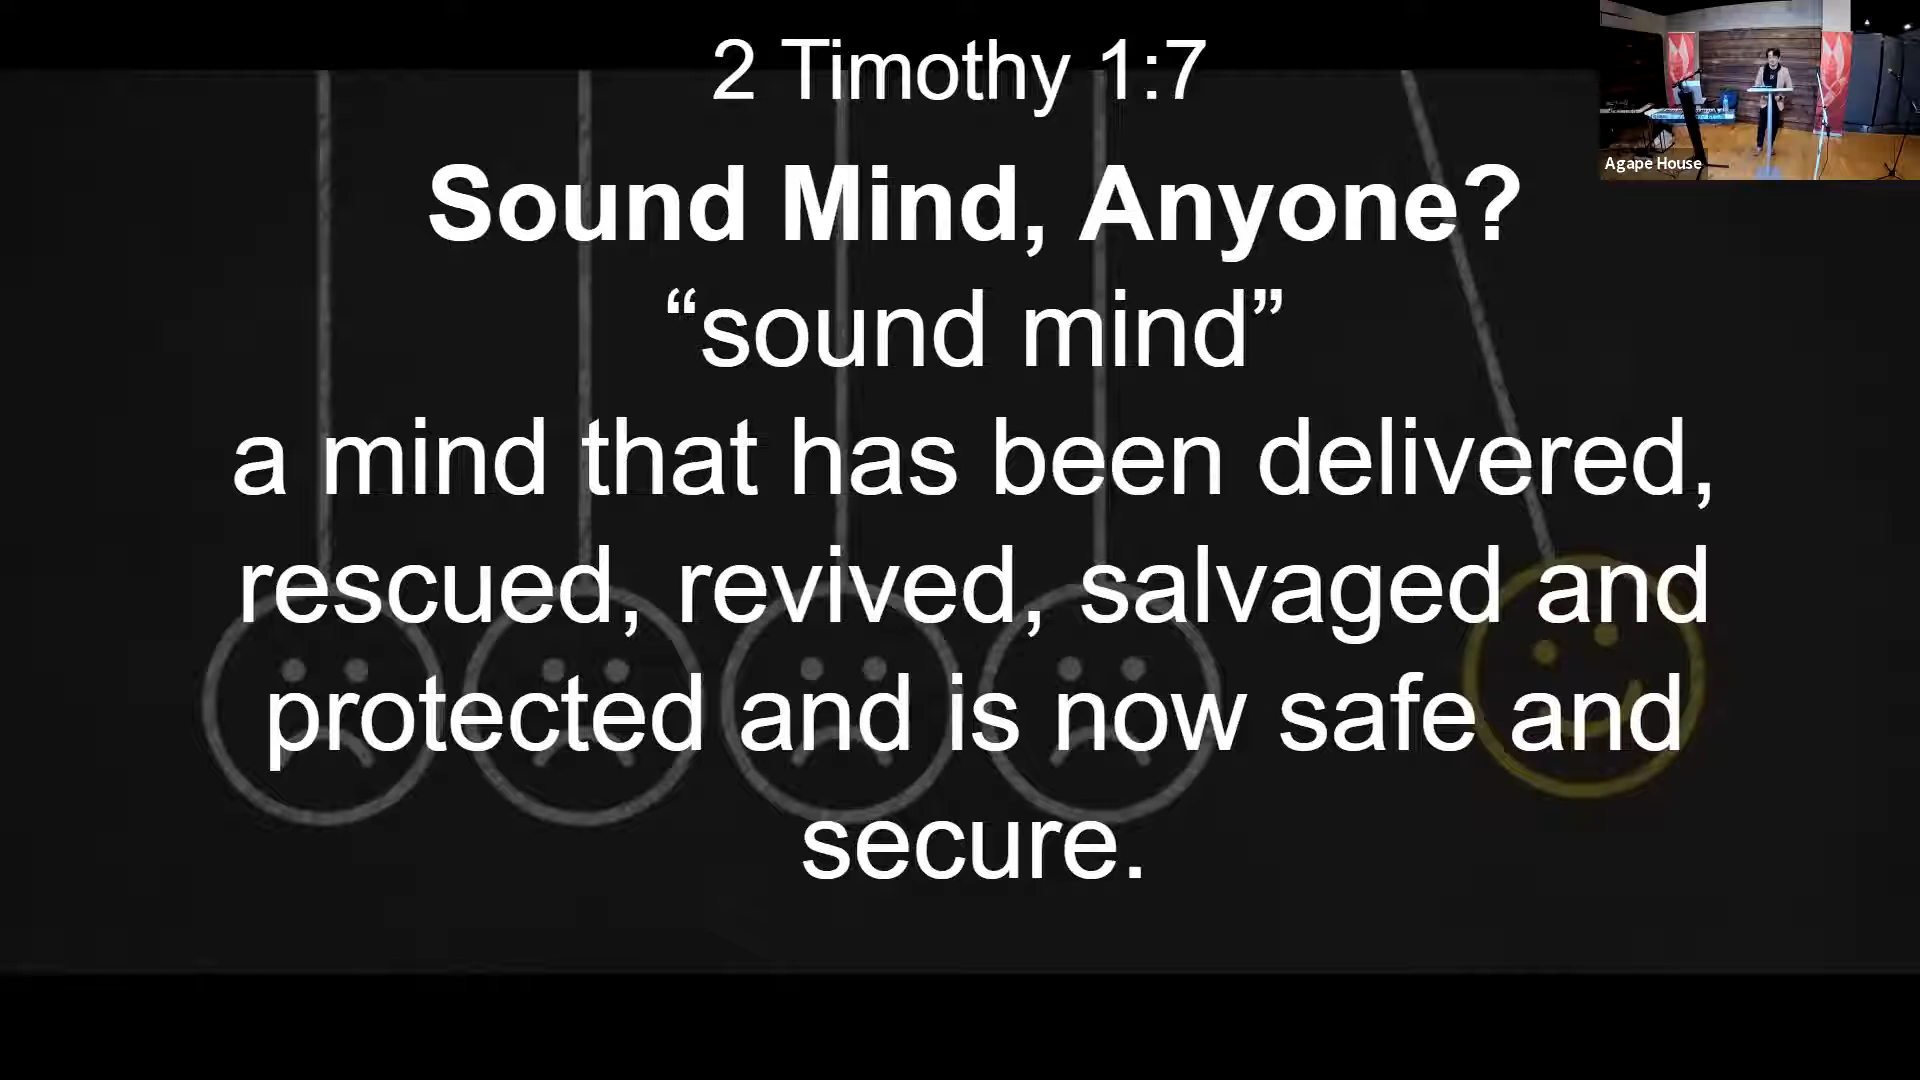 2 Timothy 1:7
Sound Mind, Anyone?
“sound mind”
a mind that has been delivered,
rescued, revived, salvaged and
protected and is now safe and
secure.
Agape House